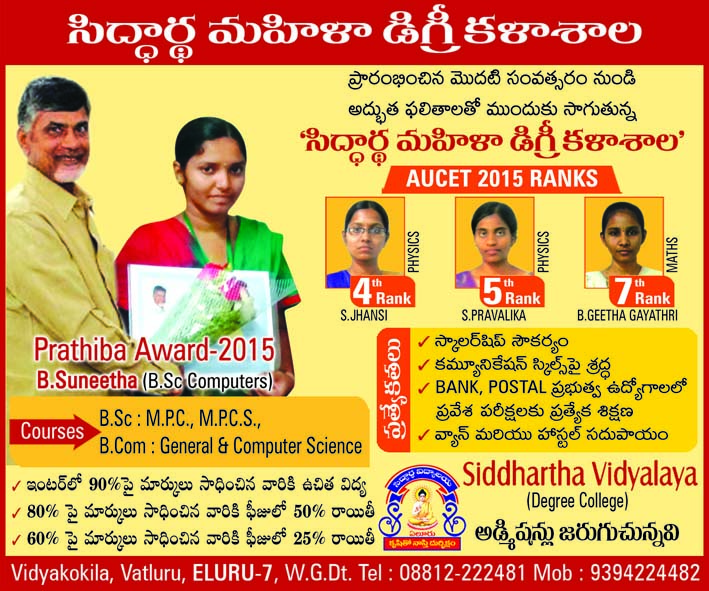 సిద్ధార్థ మహిళా డిగ్రీ కళాశాల
ప్రారంభించిన మొదటి సంవత్సరం నుండి
అద్భుత ఫలితాలతో ముందుకు సాగుతున్న
'సిద్ధార్థ మహిళా డిగ్రీ కళాశాల'
AUCET 2015 RANKS
PHYSICS
4th Rank
S.JHANSI
PHYSICS
5th Rank
S.PRAVALIKA
MATHS
7th Rank
B.GEETHA GAYATHRI
Prathiba Award-2015
B.Suneetha (B.Sc Computers)
Courses
B.Sc : M.P.C., M.P.C.S.,
B.Com : General & Computer Science
ప్రత్యేకతలు
✓ స్కాలర్‌షిప్ సౌకర్యం
✓ కమ్యూనికేషన్ స్కిల్స్‌పై శ్రద్ధ
✓ BANK, POSTAL ప్రభుత్వ ఉద్యోగాలలో
ప్రవేశ పరీక్షలకు ప్రత్యేక శిక్షణ
✓ వ్యాన్ మరియు హాస్టల్ సదుపాయం
✓ ఇంటర్‌లో 90%పై మార్కులు సాధించిన వారికి ఉచిత విద్య
✓ 80% పై మార్కులు సాధించిన వారికి ఫీజులో 50% రాయితీ
✓ 60% పై మార్కులు సాధించిన వారికి ఫీజులో 25% రాయితీ
సిద్ధార్థ విద్యాలయ
ఏలూరు
కృషితో నాస్తి దుర్భిక్షం
Siddhartha Vidyalaya
(Degree College)
అడ్మిషన్లు జరుగుచున్నవి
Vidyakokila, Vatluru, ELURU-7, W.G.Dt. Tel : 08812-222481 Mob : 9394224482